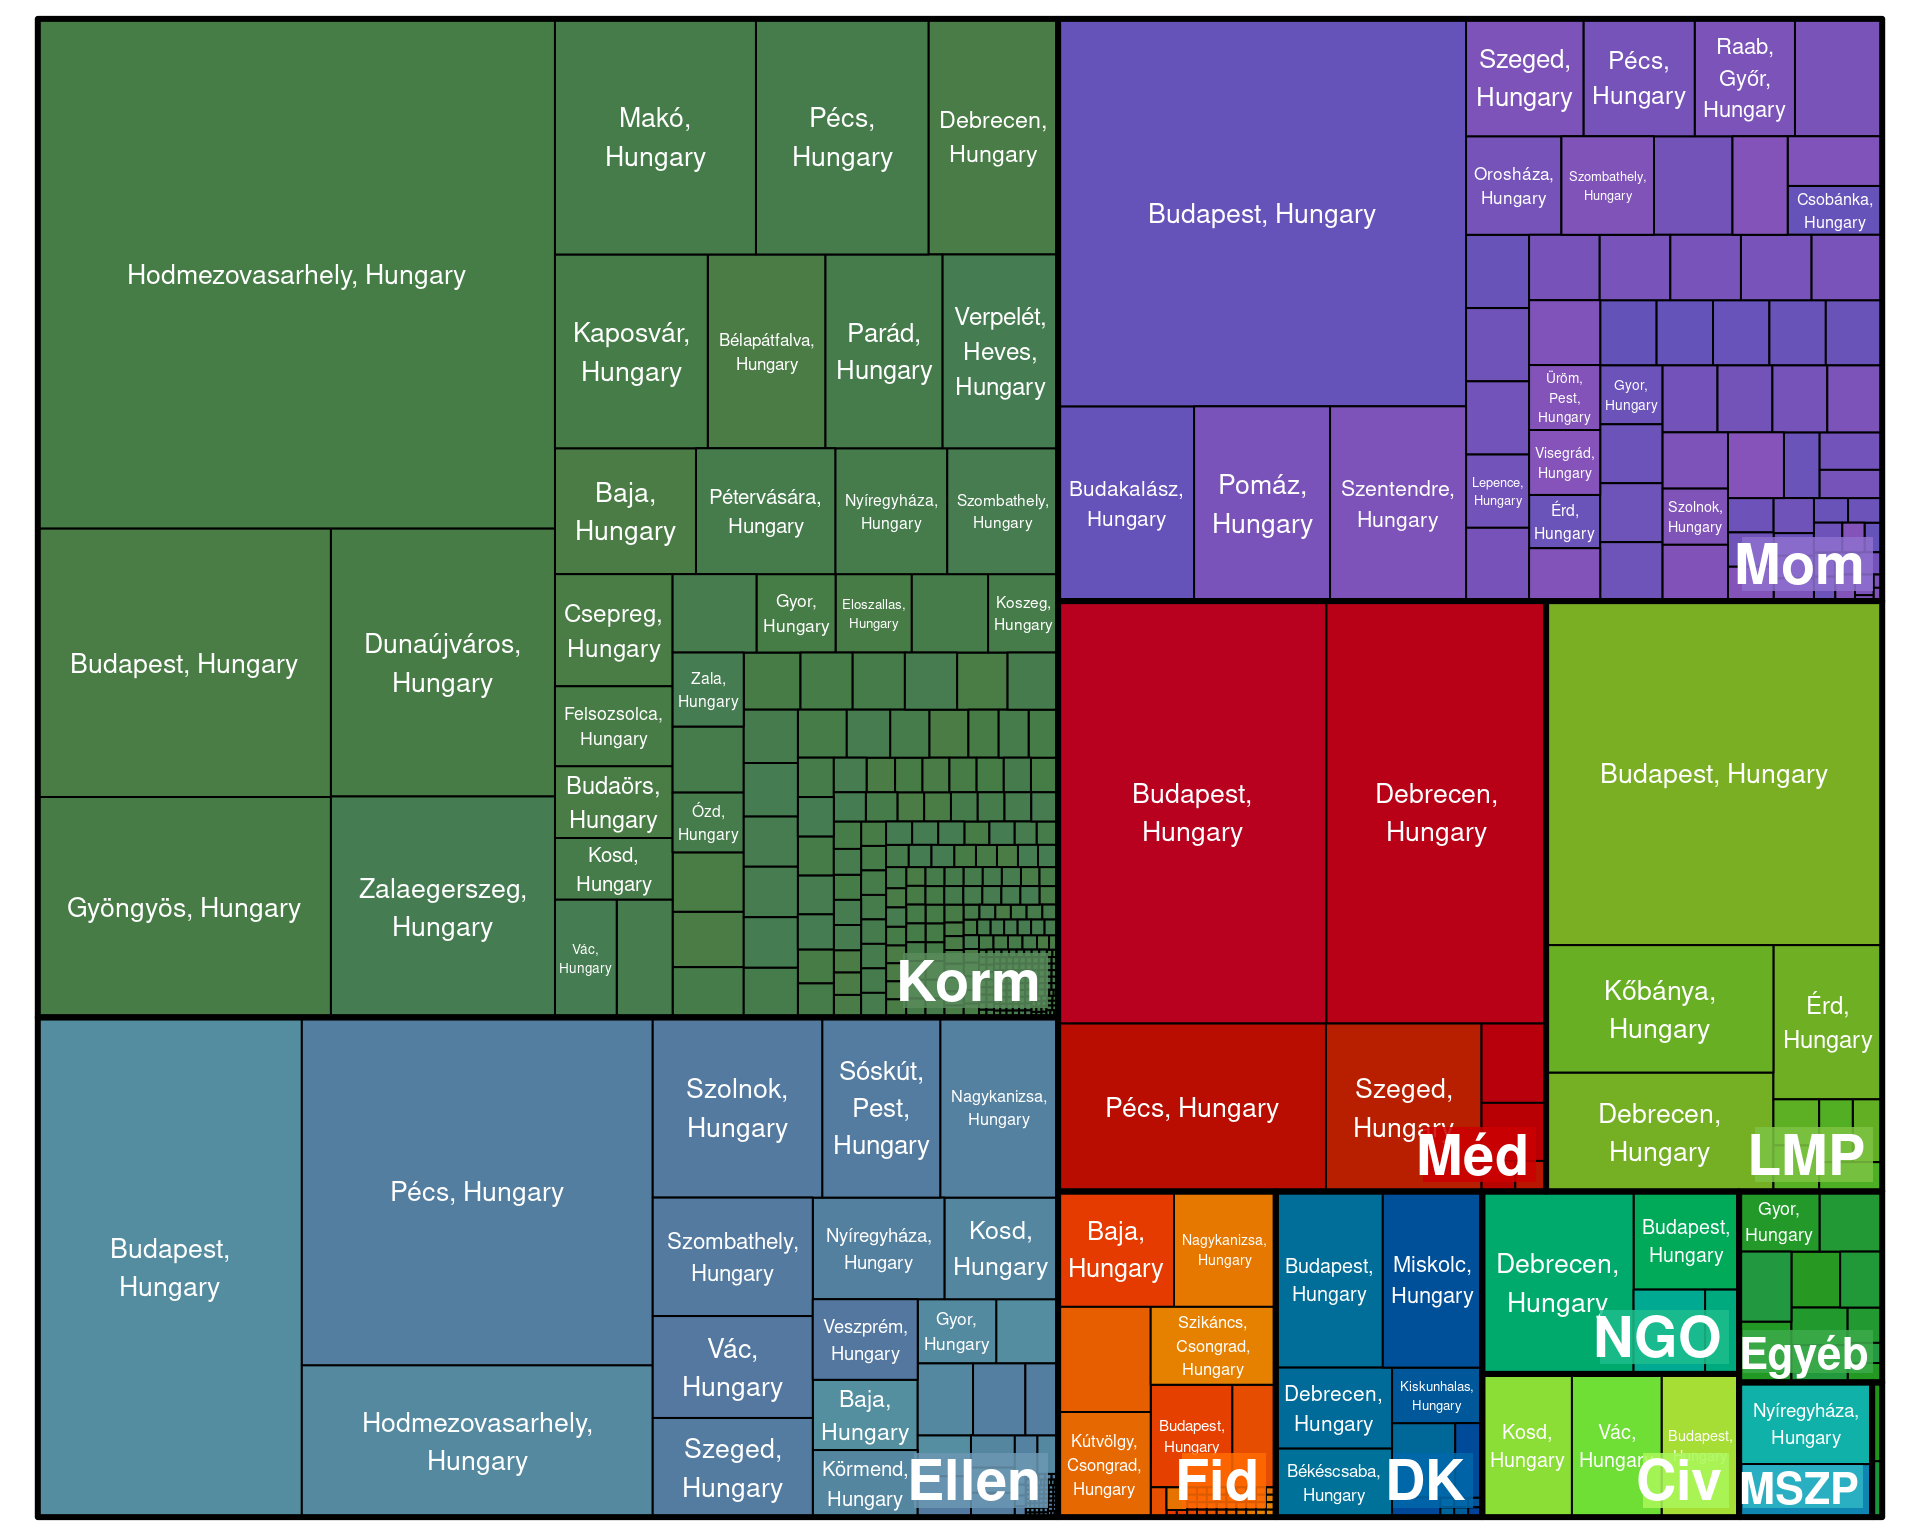 Hodmezovasarhely, Hungary
Makó,
Hungary
Pécs,
Hungary
Debrecen,
Hungary
Kaposvár,
Hungary
Bélapátfalva,
Hungary
Parád,
Hungary
Verpelét,
Heves,
Hungary
Baja,
Hungary
Pétervására,
Hungary
Nyíregyháza,
Hungary
Szombathely,
Hungary
Budapest, Hungary
Dunaújváros,
Hungary
Gyöngyös, Hungary
Zalaegerszeg,
Hungary
Csepreg,
Hungary
Gyor,
Hungary
Eloszallas,
Hungary
Koszeg,
Hungary
Zala,
Hungary
Felsozsolca,
Hungary
Budaörs,
Hungary
Ózd,
Hungary
Kosd,
Hungary
Vác,
Hungary
Korm
Budapest, Hungary
Szeged,
Hungary
Pécs,
Hungary
Raab,
Győr,
Hungary
Orosháza,
Hungary
Szombathely,
Hungary
Csobánka,
Hungary
Budakalász,
Hungary
Pomáz,
Hungary
Szentendre,
Hungary
Üröm,
Pest,
Hungary
Gyor,
Hungary
Visegrád,
Hungary
Lepence,
Hungary
Érd,
Hungary
Szolnok,
Hungary
Mom
Budapest,
Hungary
Debrecen,
Hungary
Pécs, Hungary
Szeged,
Hungary
Méd
Budapest, Hungary
Kőbánya,
Hungary
Érd,
Hungary
Debrecen,
Hungary
LMP
Budapest,
Hungary
Pécs, Hungary
Hodmezovasarhely,
Hungary
Szolnok,
Hungary
Sóskút,
Pest,
Hungary
Nagykanizsa,
Hungary
Szombathely,
Hungary
Nyíregyháza,
Hungary
Kosd,
Hungary
Vác,
Hungary
Veszprém,
Hungary
Gyor,
Hungary
Baja,
Hungary
Szeged,
Hungary
Körmend,
Hungary
Ellen
Baja,
Hungary
Nagykanizsa,
Hungary
Szikáncs,
Csongrad,
Hungary
Kútvölgy,
Csongrad,
Hungary
Budapest,
Hungary
Fid
Budapest,
Hungary
Miskolc,
Hungary
Debrecen,
Hungary
Kiskunhalas,
Hungary
Békéscsaba,
Hungary
DK
Debrecen,
Hungary
Budapest,
Hungary
NGO
Gyor,
Hungary
Egyéb
Kosd,
Hungary
Vác,
Hungary
Budapest,
Hungary
Civ
Nyíregyháza,
Hungary
MSZP